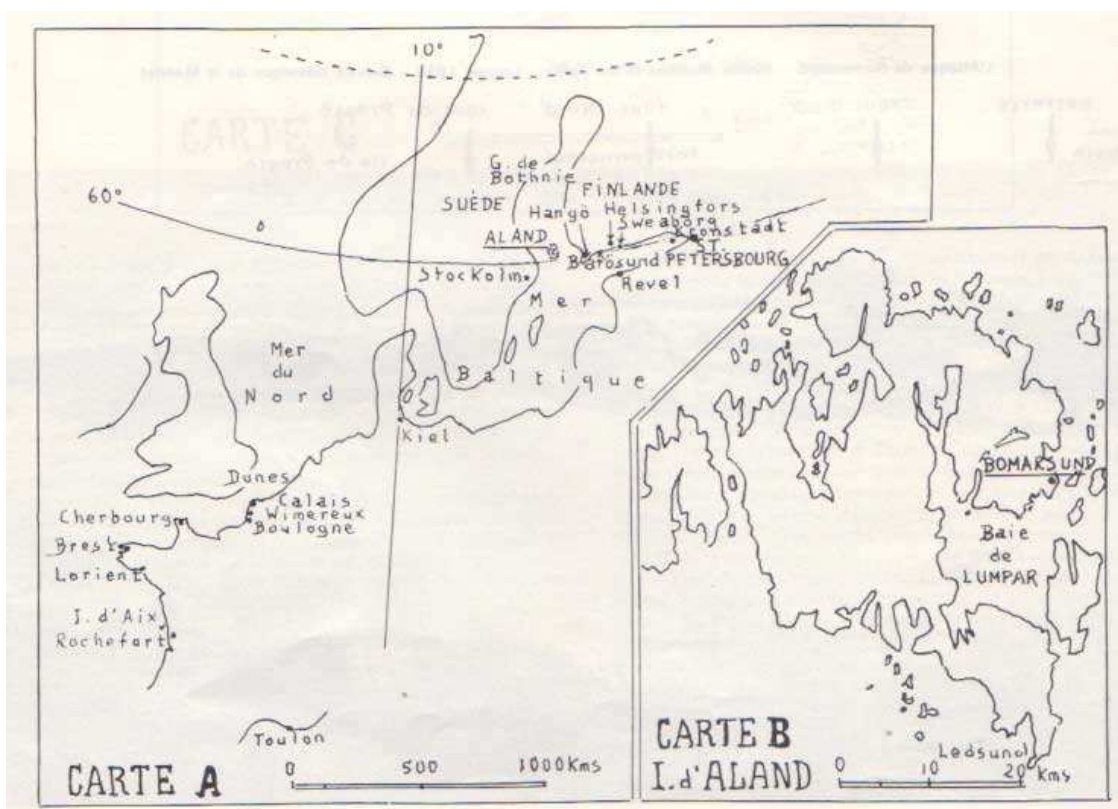 10°
60°
G. de
Bothnie
SUÈDE
FINLANDE
Hangö
Helsingfors
Sweaborg
Kronstadt
ST.
PETERSBOURG
ALAND
Barösund
Stockolm
Revel
Mer
Baltique
Mer
du
Nord
Kiel
Dunes
Calais
Wimereux
Boulogne
Cherbourg
Brest
Lorient
I. d'Aix
Rochefort
Toulon
CARTE A
0 500 1000Kms
BOMARSUND
Baie
de
LUMPAR
Ledsund
CARTE B
I. d'ALAND
0 10 20 Kms